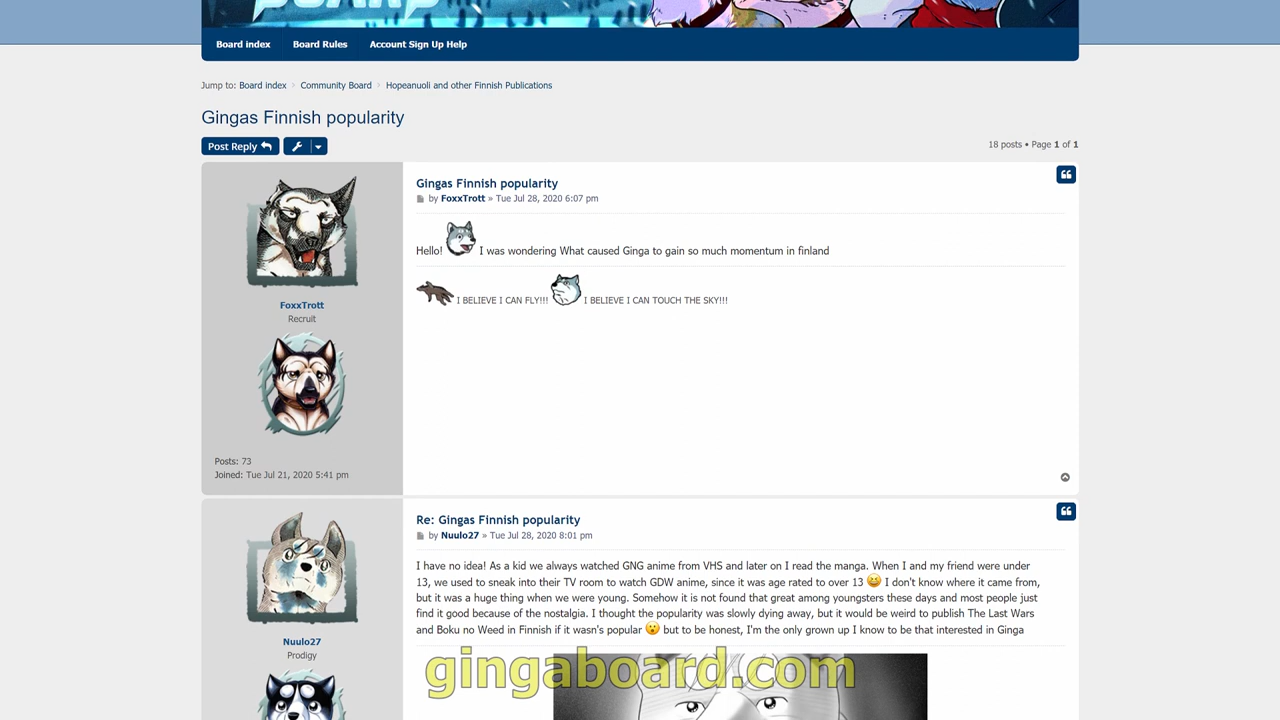 BOARD
Board index Board Rules Account Sign Up Help
Jump to: Board index Community Board Hopeanuoli and other Finnish Publications
Gingas Finnish popularity
Post Reply
18 posts • Page 1 of 1
Gingas Finnish popularity
by FoxxTrott » Tue Jul 28, 2020 6:07 pm
Hello! I was wondering What caused Ginga to gain so much momentum in finland
I BELIEVE I CAN FLY!!! I BELIEVE I CAN TOUCH THE SKY!!!
FoxxTrott
Recruit
Posts: 73
Joined: Tue Jul 21, 2020 5:41 pm
Re: Gingas Finnish popularity
by Nuulo27 » Tue Jul 28, 2020 8:01 pm
I have no idea! As a kid we always watched GNG anime from VHS and later on I read the manga. When I and my friend were under
13, we used to sneak into their TV room to watch GDW anime, since it was age rated to over 13 😆 I don't know where it came from,
but it was a huge thing when we were young. Somehow it is not found that great among youngsters these days and most people just
find it good because of the nostalgia. I thought the popularity was slowly dying away, but it would be weird to publish The Last Wars
and Boku no Weed in Finnish if it wasn't popular 😮 but to be honest, I'm the only grown up I know to be that interested in Ginga
Nuulo27
Prodigy
gingaboard.com